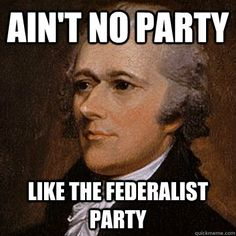 AIN'T NO PARTY
LIKE THE FEDERALIST
PARTY
quickmeme.com